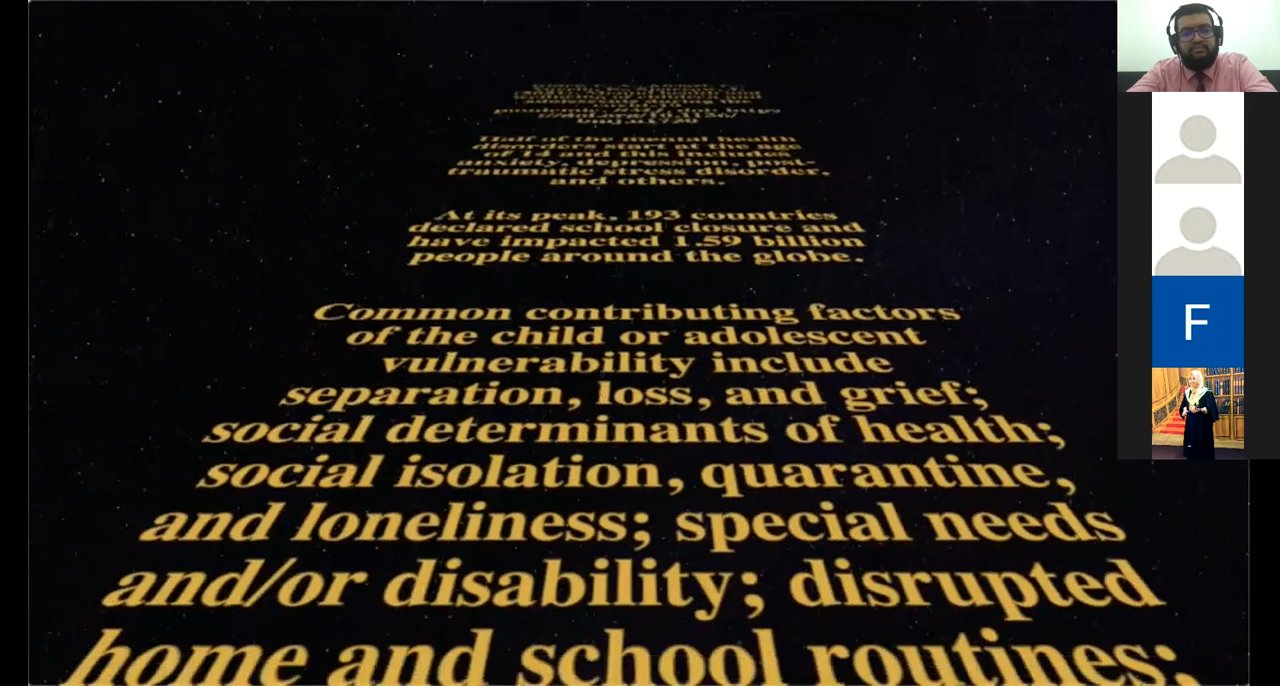 Half of the mental health
disorders start at the age
of 14 and this includes
anxiety, depression, post-
traumatic stress disorder,
and others.
At its peak, 193 countries
declared school closure and
have impacted 1.59 billion
people around the globe.
Common contributing factors
of the child or adolescent
vulnerability include
separation, loss, and grief;
social determinants of health;
social isolation, quarantine,
and loneliness; special needs
and/or disability; disrupted
home and school routines;
F